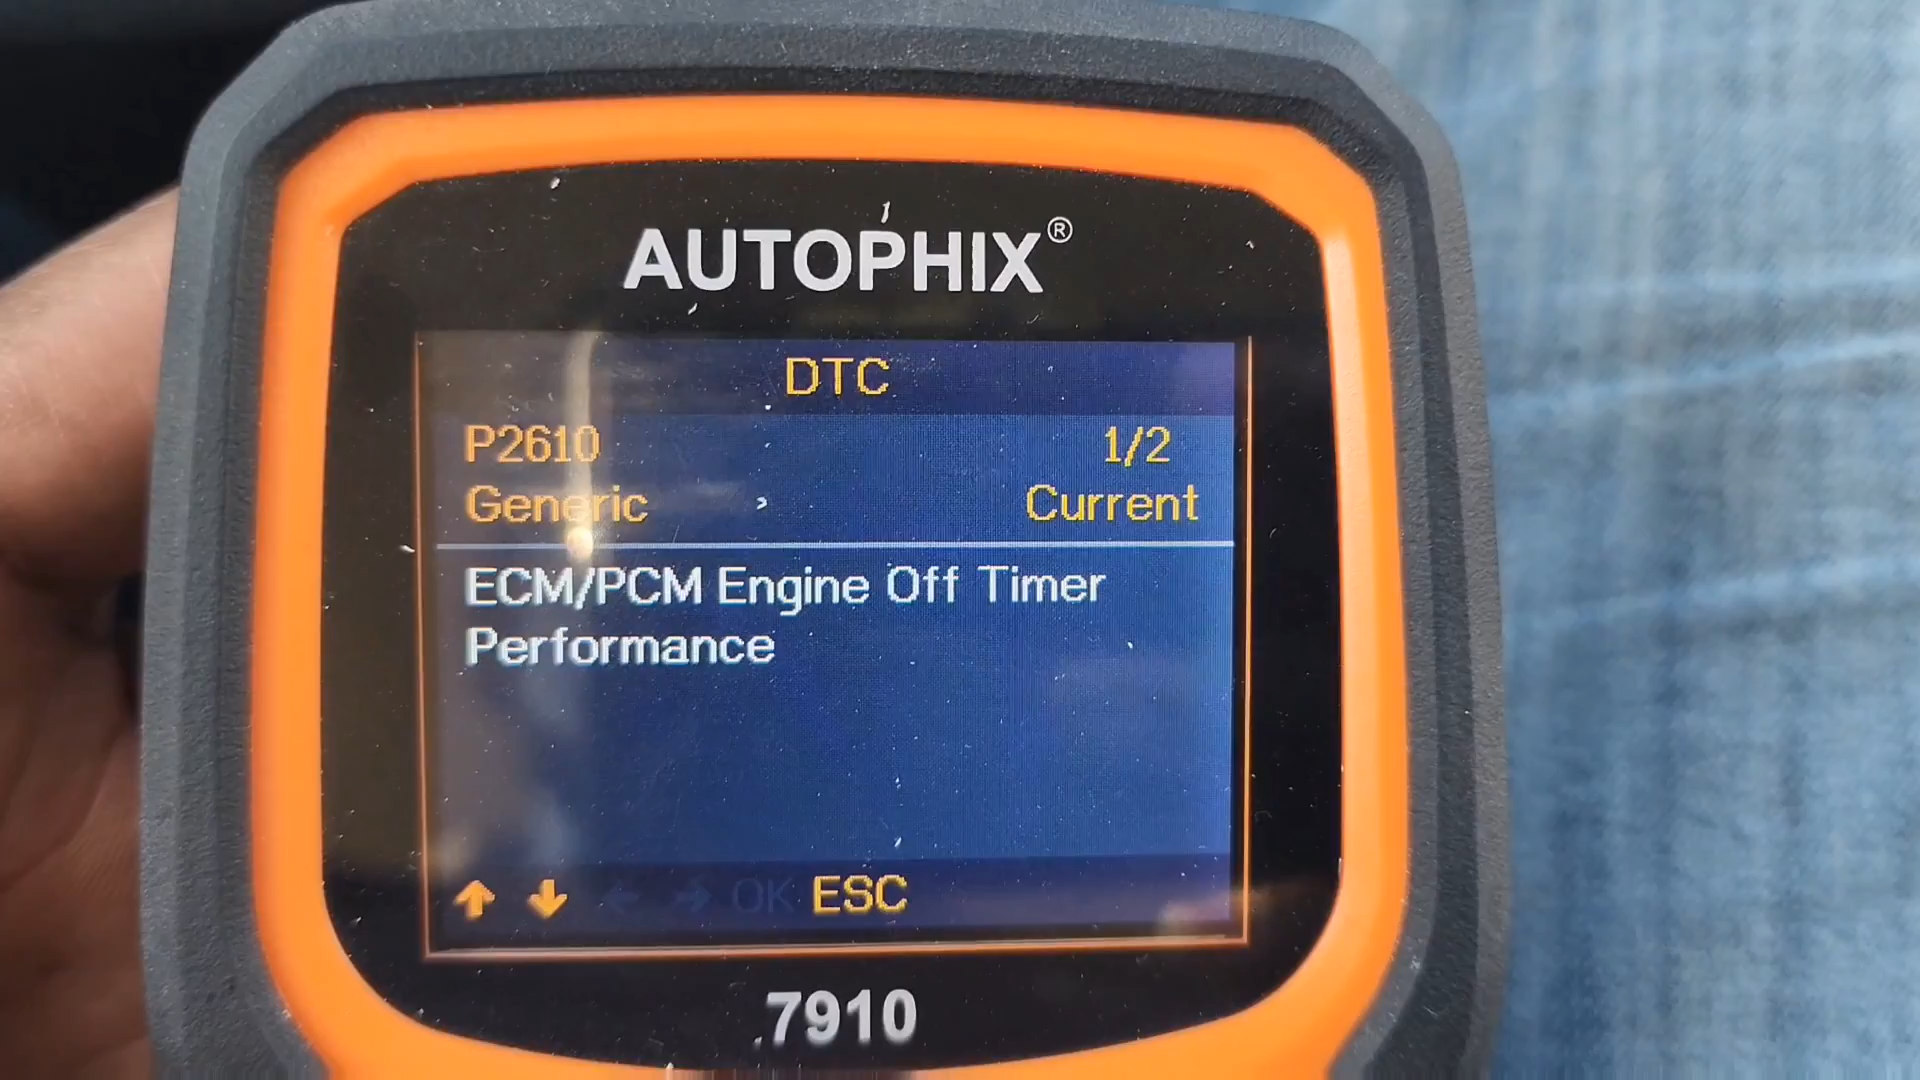 AUTOPHIX®
DTC
P2610 1/2
Generic Current
ECM/PCM Engine Off Timer
Performance
OK ESC
7910